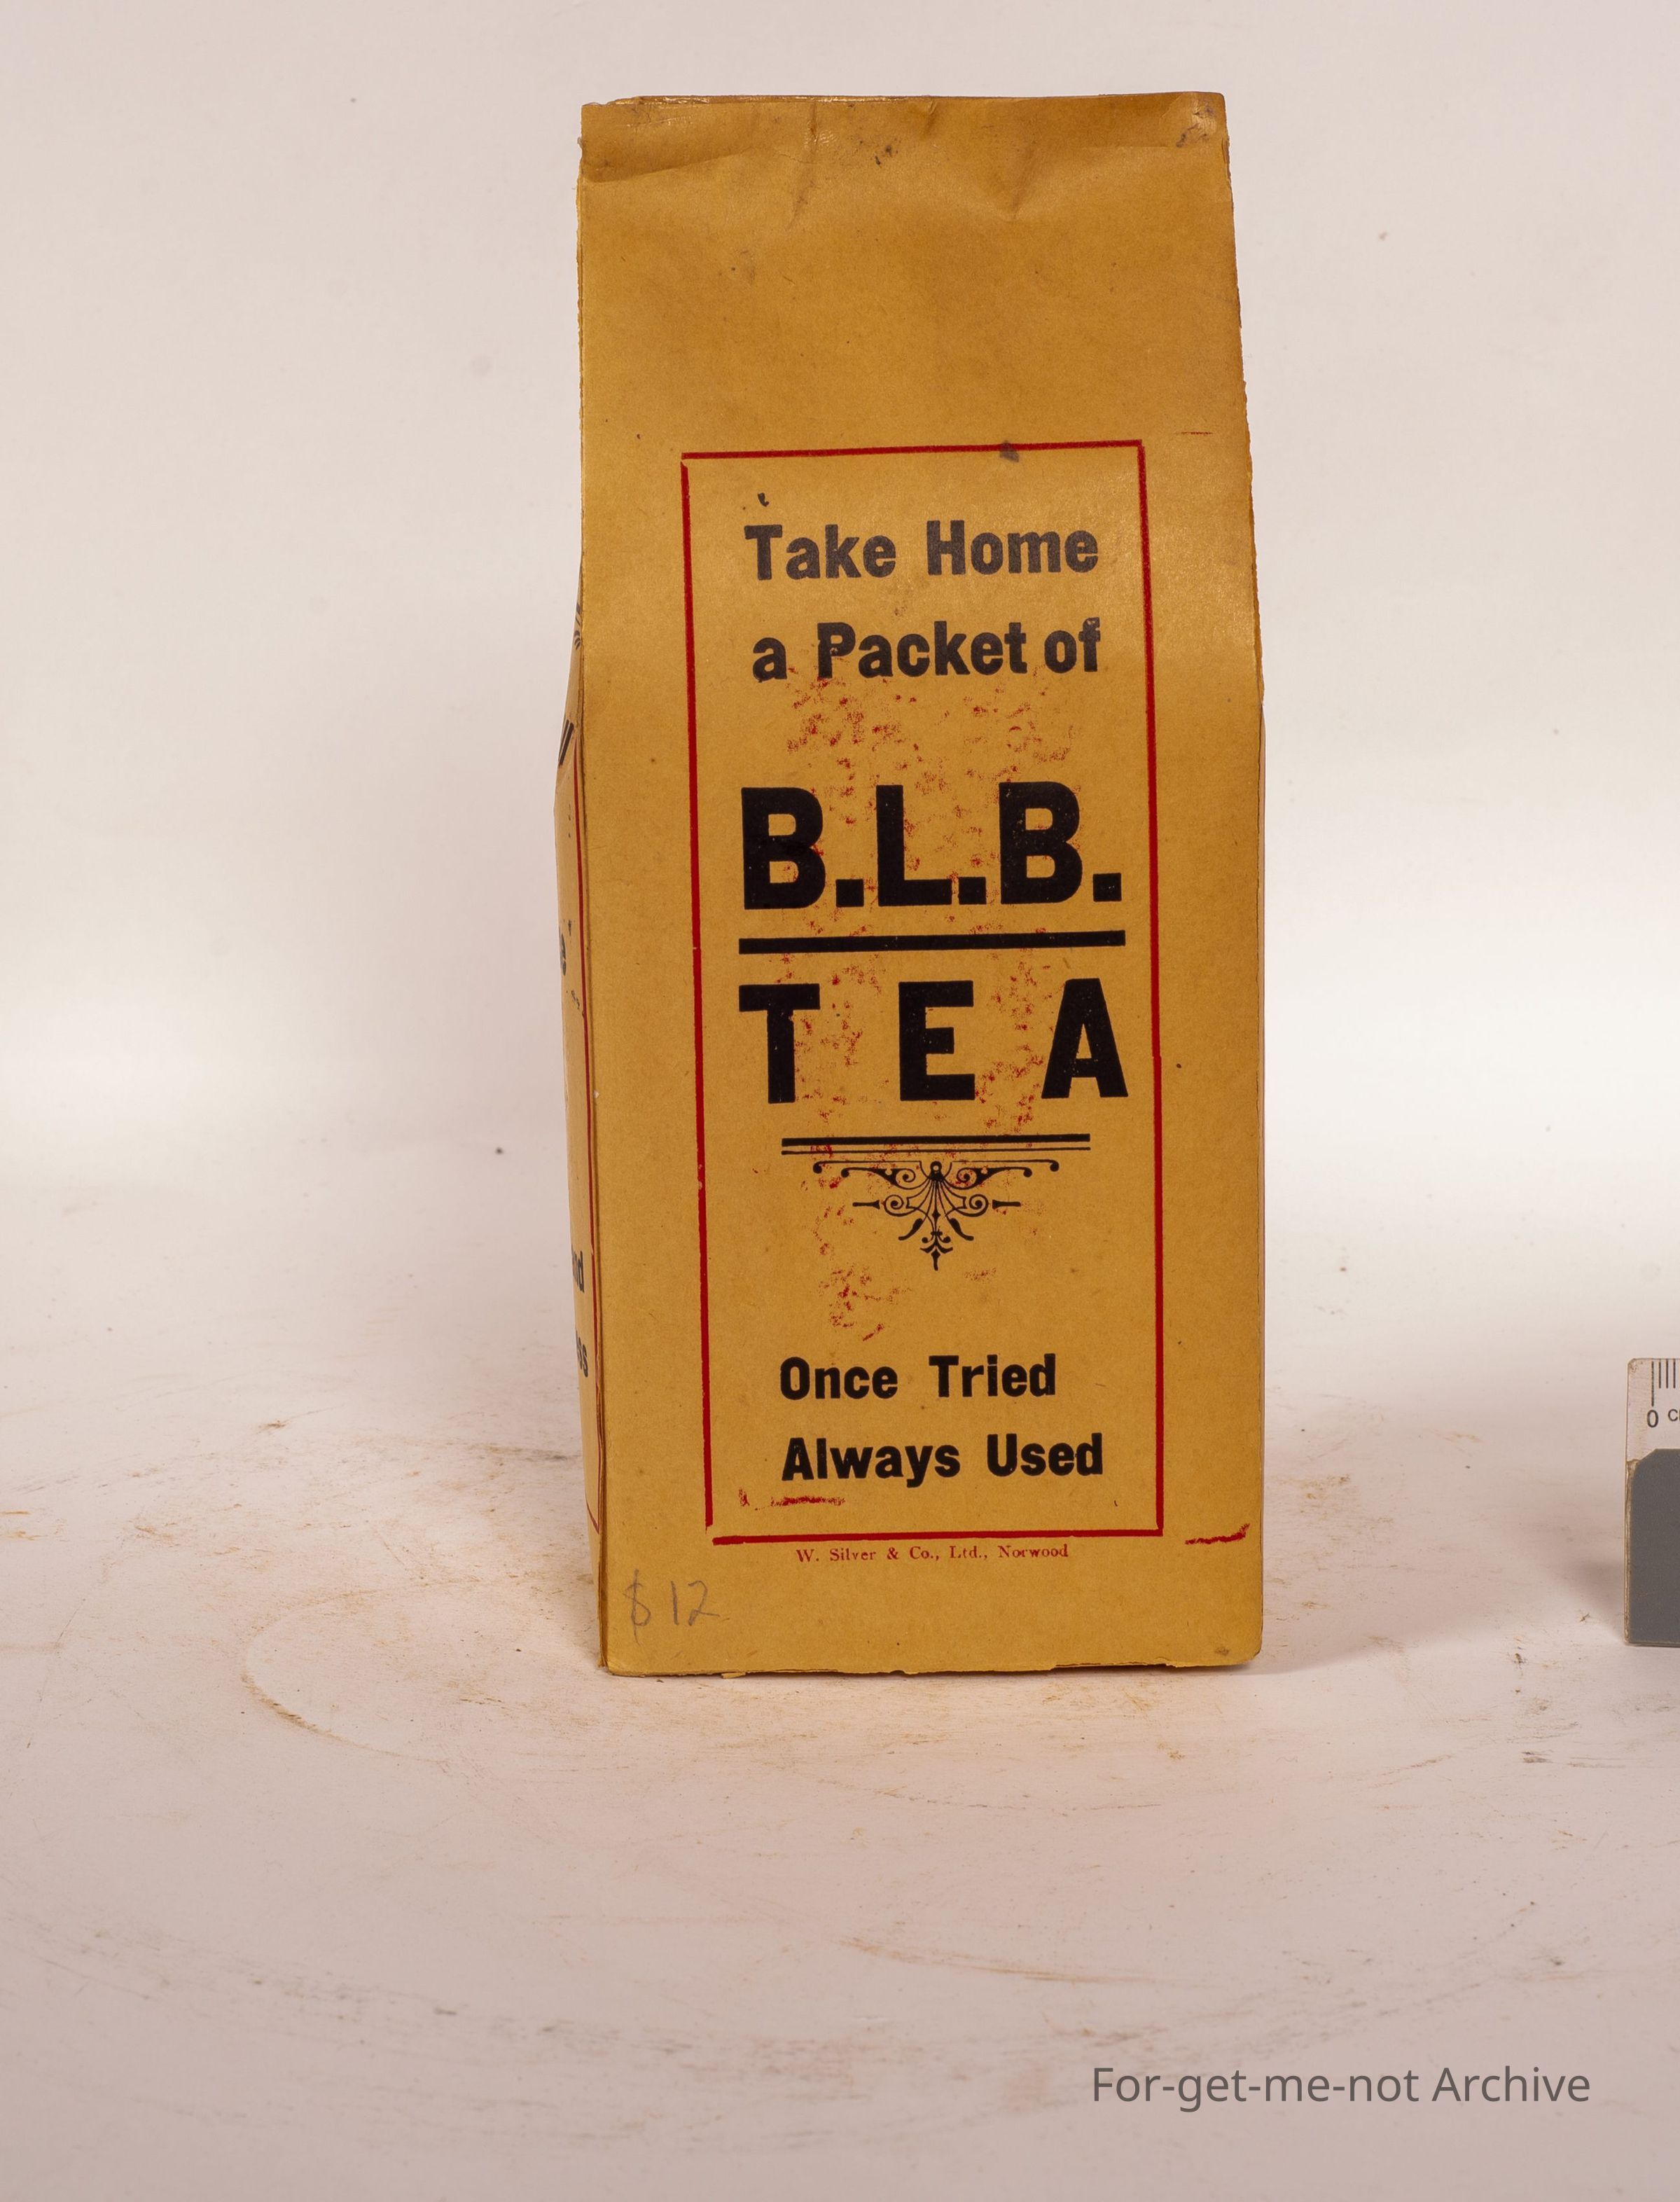 Take Home
a Packet of
B.L.B.
TEA
Once Tried
Always Used
W. Silver & Co., Ltd., Norwood
$12
0
For-get-me-not Archive